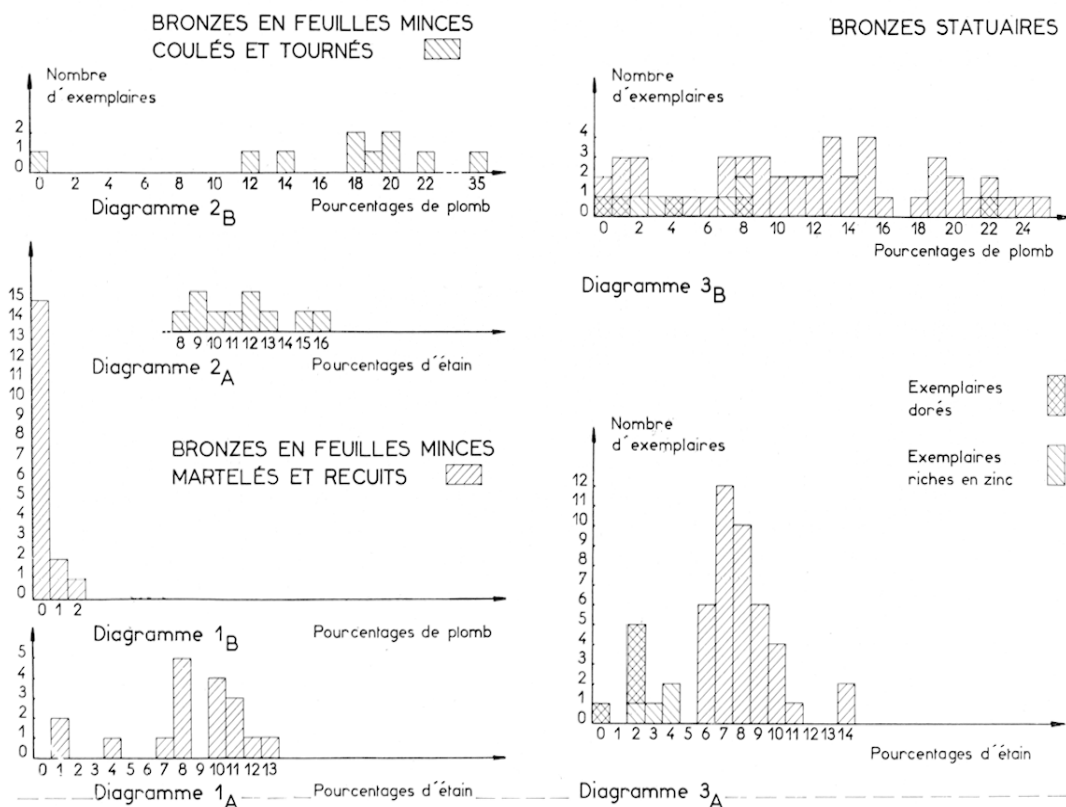 BRONZES EN FEUILLES MINCES
COULÉS ET TOURNÉS
Nombre
d'exemplaires
2
1
0
0 2 4 6 8 10 12 14 16 18 20 22 35
Diagramme 2B
Pourcentages de plomb
8 9 10 11 12 13 14 15 16
Diagramme 2A
Pourcentages d'étain
BRONZES EN FEUILLES MINCES
MARTELÉS ET RECUITS
15
14
13
12
11
10
9
8
7
6
5
4
3
2
1
0
0 1 2
Diagramme 1B
Pourcentages de plomb
5
4
3
2
1
0
0 1 2 3 4 5 6 7 8 9 10 11 12 13
Diagramme 1A
Pourcentages d'étain
BRONZES STATUAIRES
Nombre
d'exemplaires
4
3
2
1
0
0 2 4 6 8 10 12 14 16 18 20 22 24
Pourcentages de plomb
Diagramme 3B
Exemplaires
dorés
Exemplaires
riches en zinc
Nombre
d'exemplaires
12
11
10
9
8
7
6
5
4
3
2
1
0
0 1 2 3 4 5 6 7 8 9 10 11 12 13 14
Pourcentages d'étain
Diagramme 3A